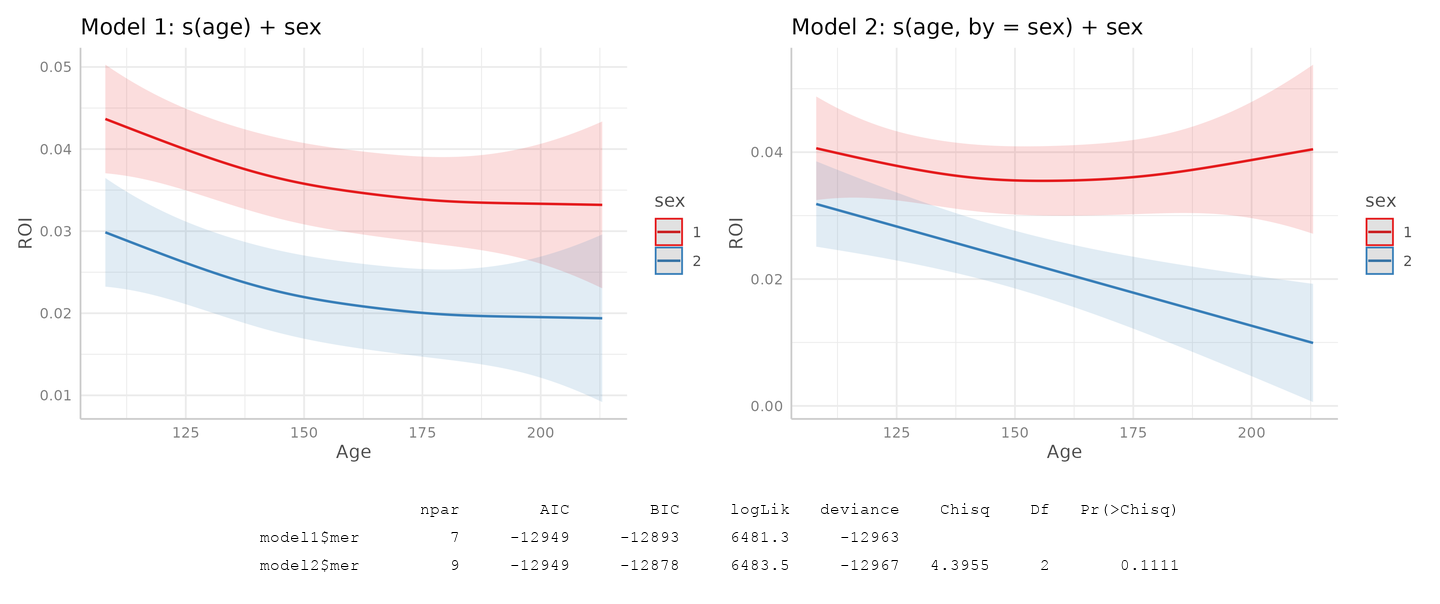 Model 1: s(age) + sex
0.05
0.04
0.03
0.02
0.01
ROI
125 150 175 200
Age
sex
1
2
Model 2: s(age, by = sex) + sex
0.04
0.02
0.00
ROI
125 150 175 200
Age
sex
1
2
npar AIC BIC logLik deviance Chisq Df Pr(>Chisq)
model1$mer 7 -12949 -12893 6481.3 -12963
model2$mer 9 -12949 -12878 6483.5 -12967 4.3955 2 0.1111